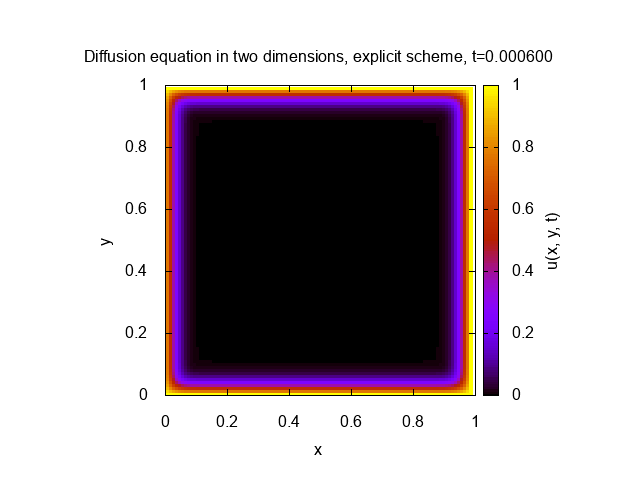 Diffusion equation in two dimensions, explicit scheme, t=0.000600
1
0.8
0.6
0.4
0.2
0
y
0 0.2 0.4 0.6 0.8 1
x
1
0.8
0.6
0.4
0.2
0
u(x, y, t)